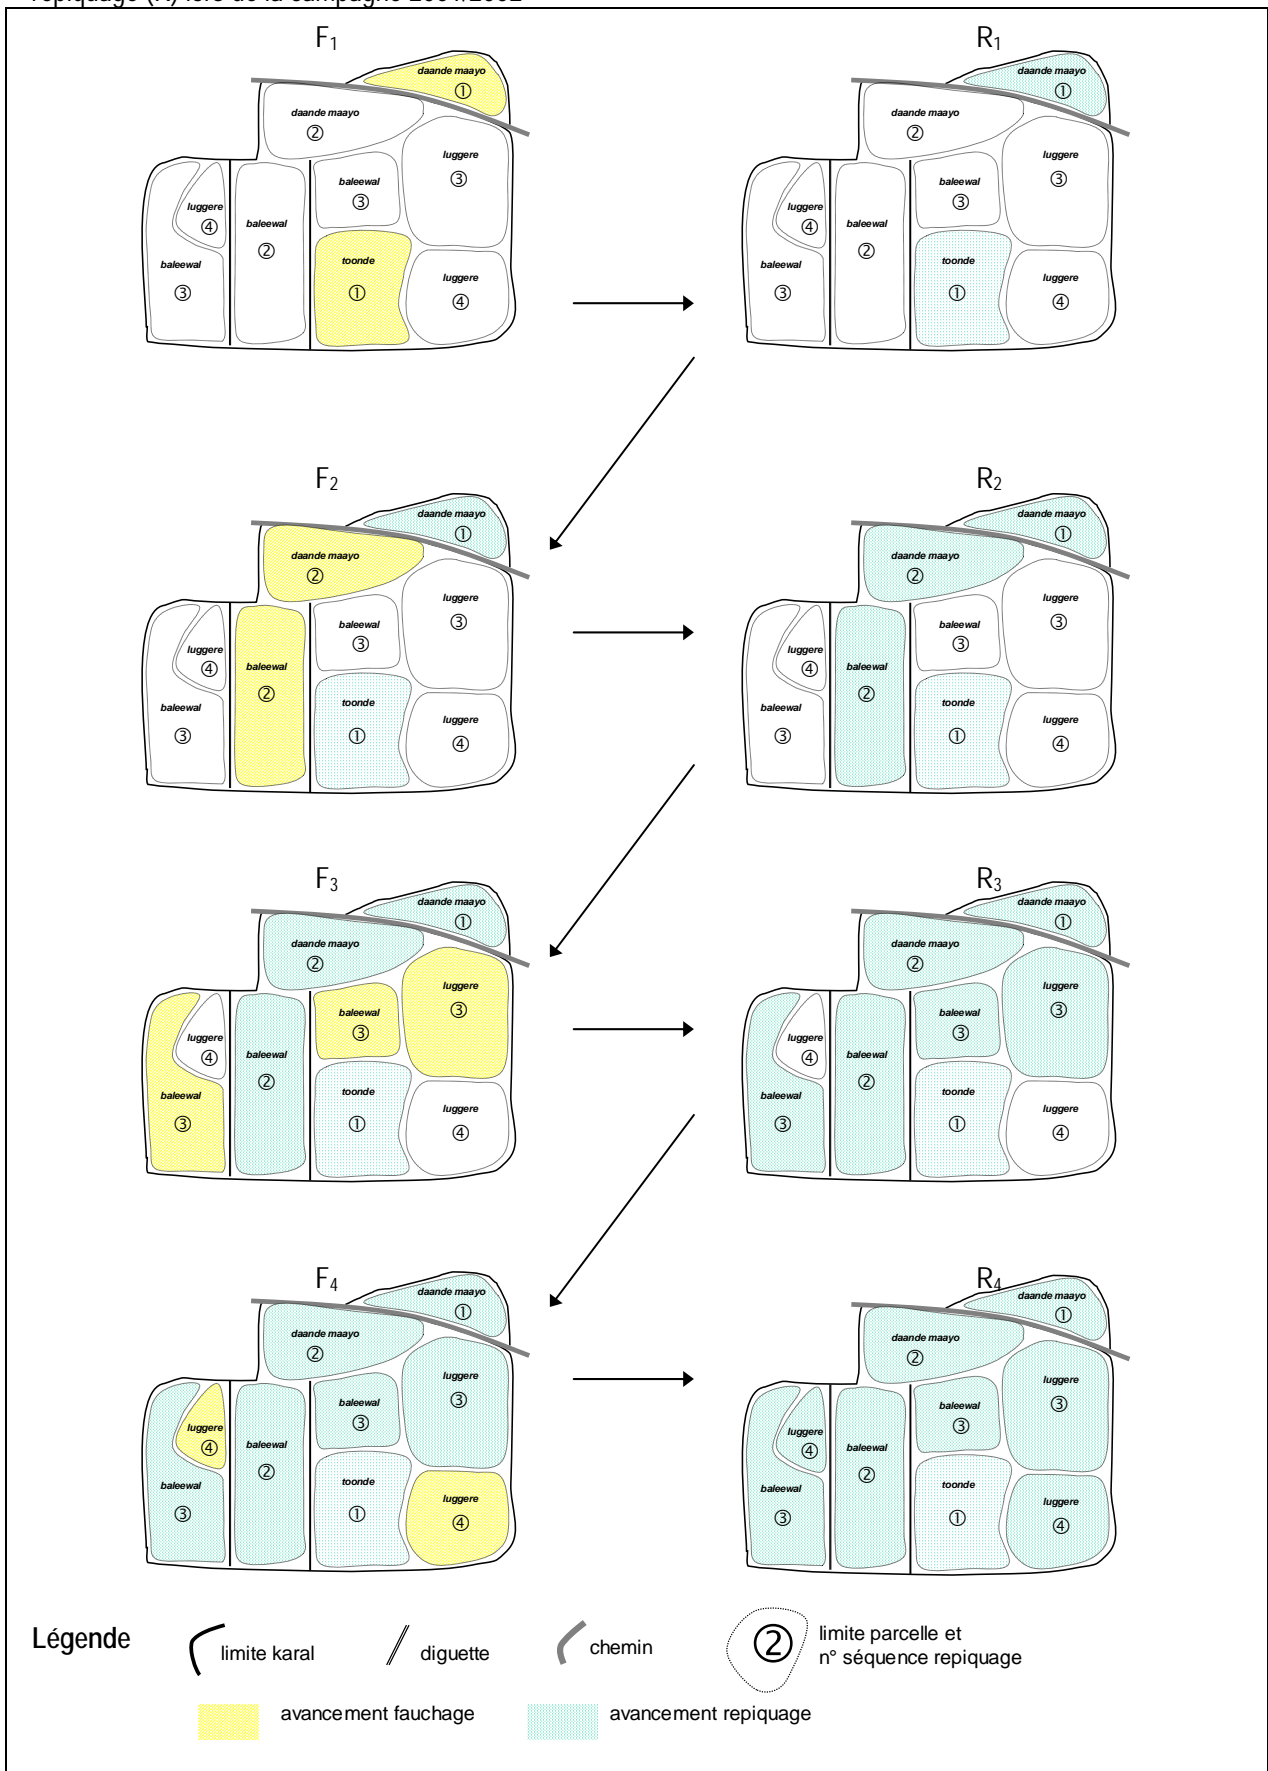 repiquage (R) lors de la campagne 2001/2002
F1
R1
daande maayo
①
daande maayo
②
luggere
③
baleewal
③
luggere
④
baleewal
②
baleewal
③
toonde
①
luggere
④
daande maayo
①
daande maayo
②
luggere
③
baleewal
③
luggere
④
baleewal
②
baleewal
③
toonde
①
luggere
④
F2
R2
daande maayo
①
daande maayo
②
luggere
③
baleewal
③
luggere
④
baleewal
②
baleewal
③
toonde
①
luggere
④
daande maayo
①
daande maayo
②
luggere
③
baleewal
③
luggere
④
baleewal
②
baleewal
③
toonde
①
luggere
④
F3
R3
daande maayo
①
daande maayo
②
luggere
③
baleewal
③
luggere
④
baleewal
②
baleewal
③
toonde
①
luggere
④
daande maayo
①
daande maayo
②
luggere
③
baleewal
③
luggere
④
baleewal
②
baleewal
③
toonde
①
luggere
④
F4
R4
daande maayo
①
daande maayo
②
luggere
③
baleewal
③
luggere
④
baleewal
②
baleewal
③
toonde
①
luggere
④
daande maayo
①
daande maayo
②
luggere
③
baleewal
③
luggere
④
baleewal
②
baleewal
③
toonde
①
luggere
④
Légende
limite karal
diguette
chemin
②
limite parcelle et
n° séquence repiquage
avancement fauchage
avancement repiquage